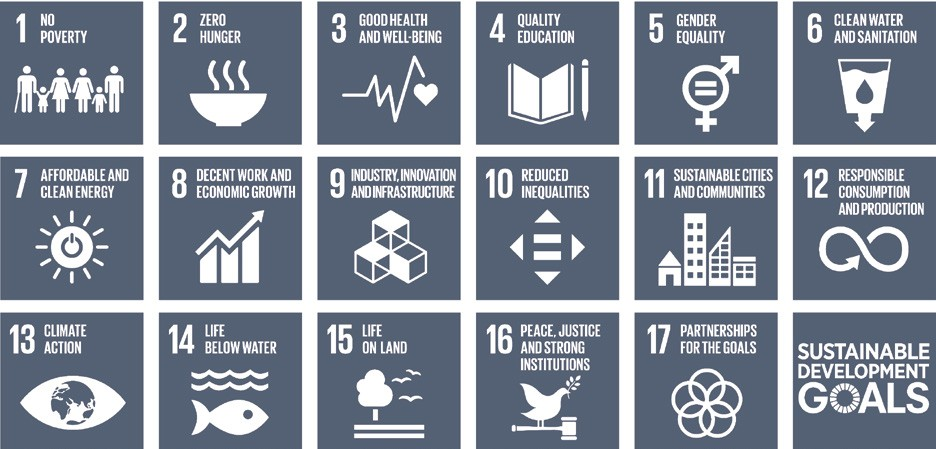 1 NO
POVERTY
2 ZERO
HUNGER
3 GOOD HEALTH
AND WELL-BEING
4 QUALITY
EDUCATION
5 GENDER
EQUALITY
6 CLEAN WATER
AND SANITATION
7 AFFORDABLE AND
CLEAN ENERGY
8 DECENT WORK AND
ECONOMIC GROWTH
9 INDUSTRY, INNOVATION
AND INFRASTRUCTURE
10 REDUCED
INEQUALITIES
11 SUSTAINABLE CITIES
AND COMMUNITIES
12 RESPONSIBLE
CONSUMPTION
AND PRODUCTION
13 CLIMATE
ACTION
14 LIFE
BELOW WATER
15 LIFE
ON LAND
16 PEACE, JUSTICE
AND STRONG
INSTITUTIONS
17 PARTNERSHIPS
FOR THE GOALS
SUSTAINABLE
DEVELOPMENT
GOALS